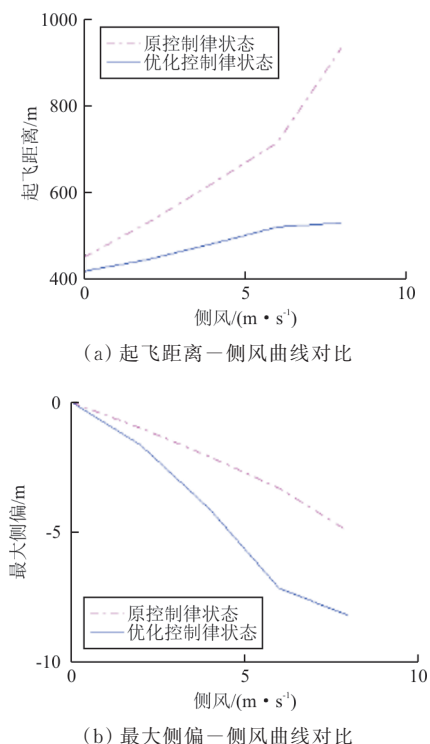 1000
原控制律状态
优化控制律状态
800
起飞距离/m
600
400
0
5
10
侧风/(m·s⁻¹)
(a) 起飞距离－侧风曲线对比
0
最大侧偏/m
-5
原控制律状态
优化控制律状态
-10
0
5
10
侧风/(m·s⁻¹)
(b) 最大侧偏－侧风曲线对比